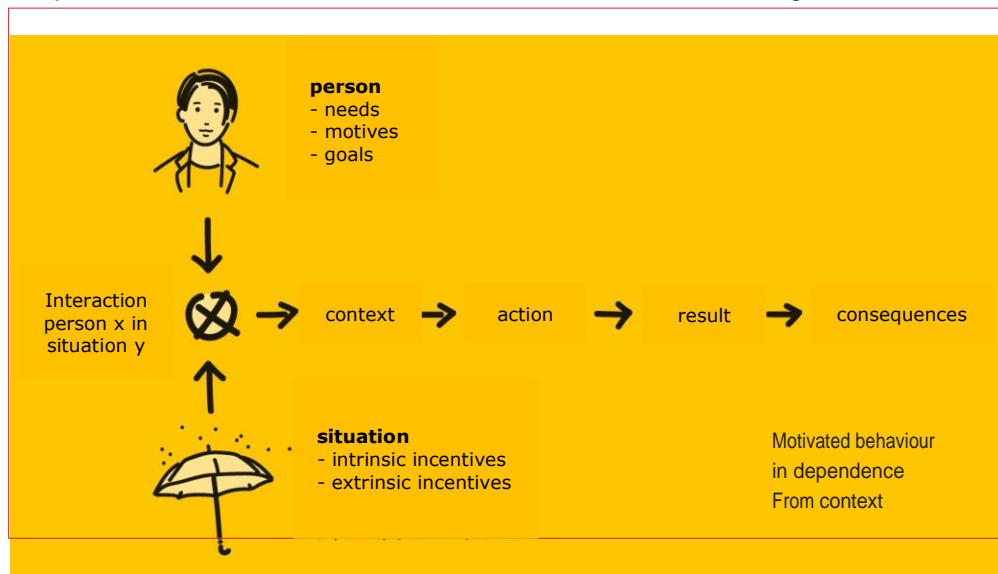 person
- needs
- motives
- goals
Interaction
person x in
situation y
context
action
result
consequences
situation
- intrinsic incentives
- extrinsic incentives
Motivated behaviour
in dependence
From context